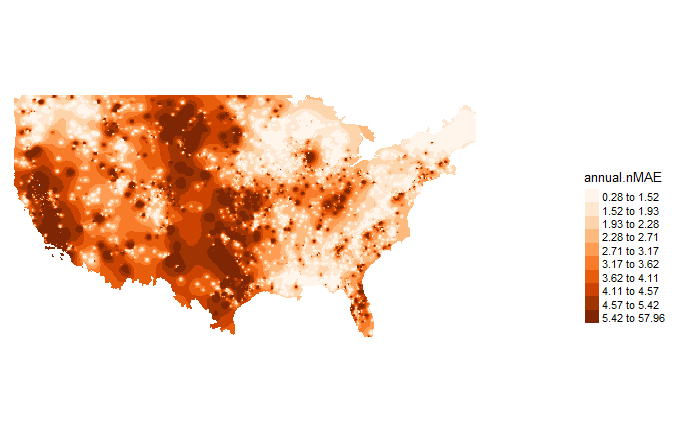 annual.nMAE
0.28 to 1.52
1.52 to 1.93
1.93 to 2.28
2.28 to 2.71
2.71 to 3.17
3.17 to 3.62
3.62 to 4.11
4.11 to 4.57
4.57 to 5.42
5.42 to 57.96